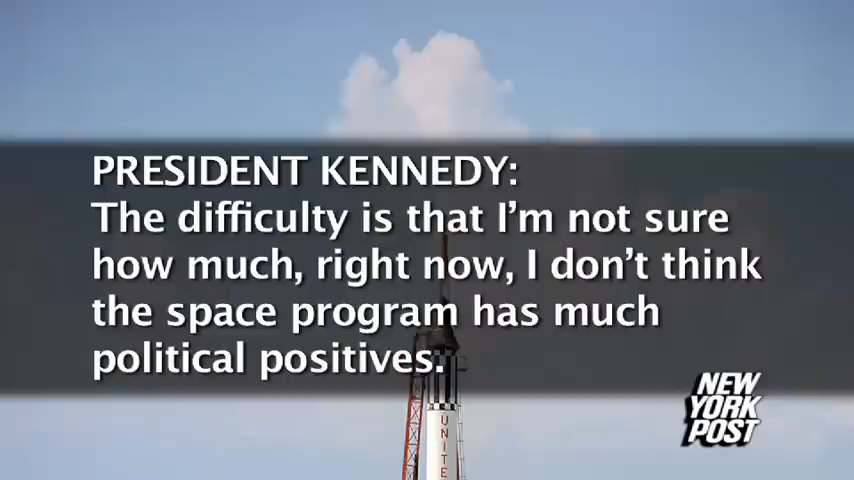 PRESIDENT KENNEDY:
The difficulty is that I'm not sure
how much, right now, I don't think
the space program has much
political positives.
NEW
YORK
POST
UNITE